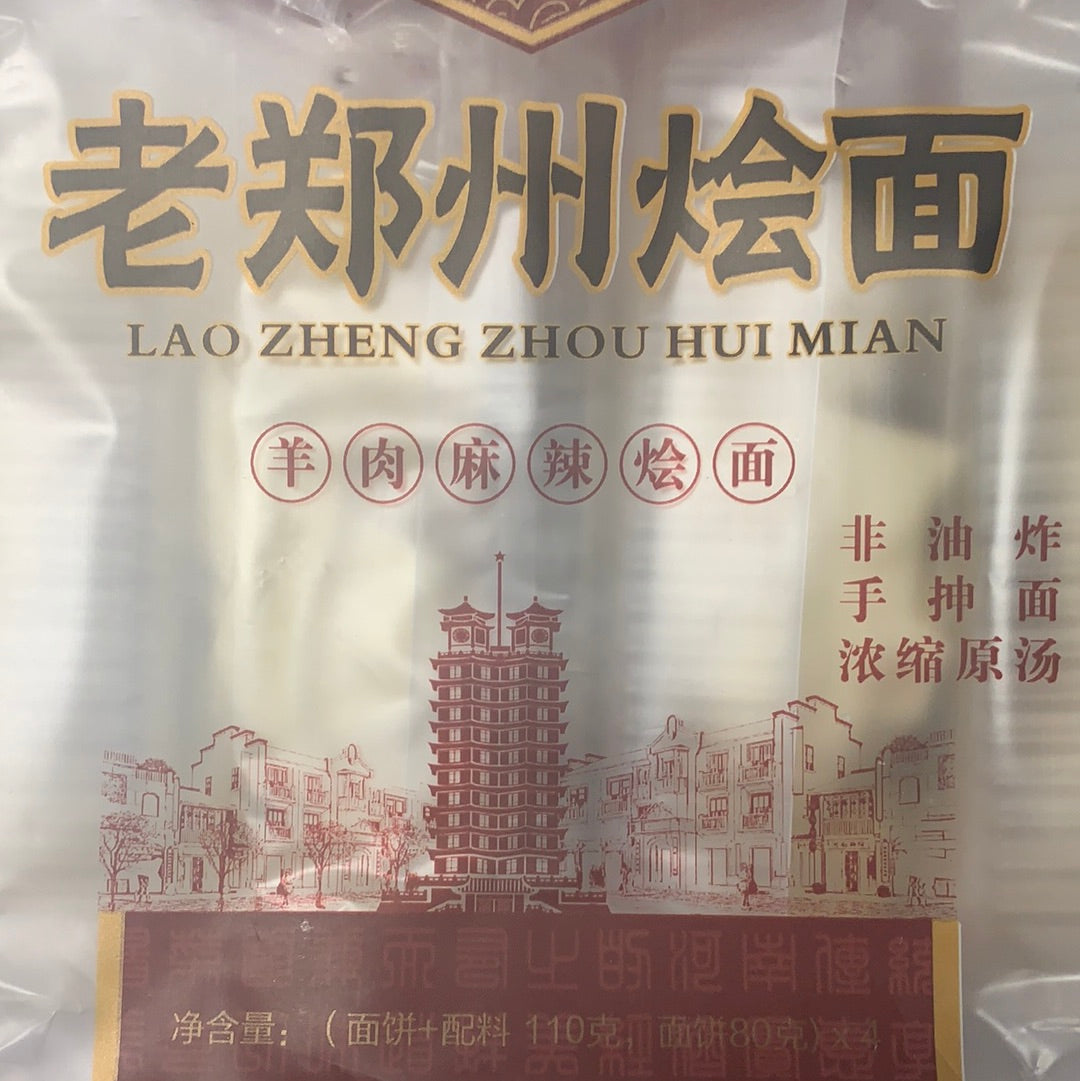 老郑州烩面
LAO ZHENG ZHOU HUI MIAN
羊肉麻辣烩面
非油炸
手抻面
浓缩原汤
净含量：（面饼+配料 110克，面饼80克）x 4